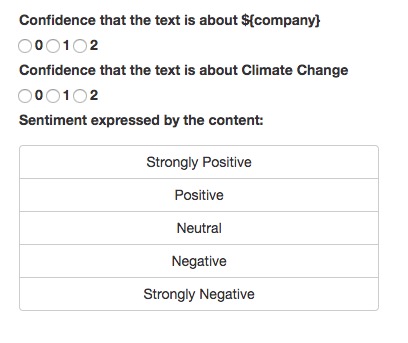 Confidence that the text is about ${company}
0 1 2
Confidence that the text is about Climate Change
0 1 2
Sentiment expressed by the content:
Strongly Positive
Positive
Neutral
Negative
Strongly Negative